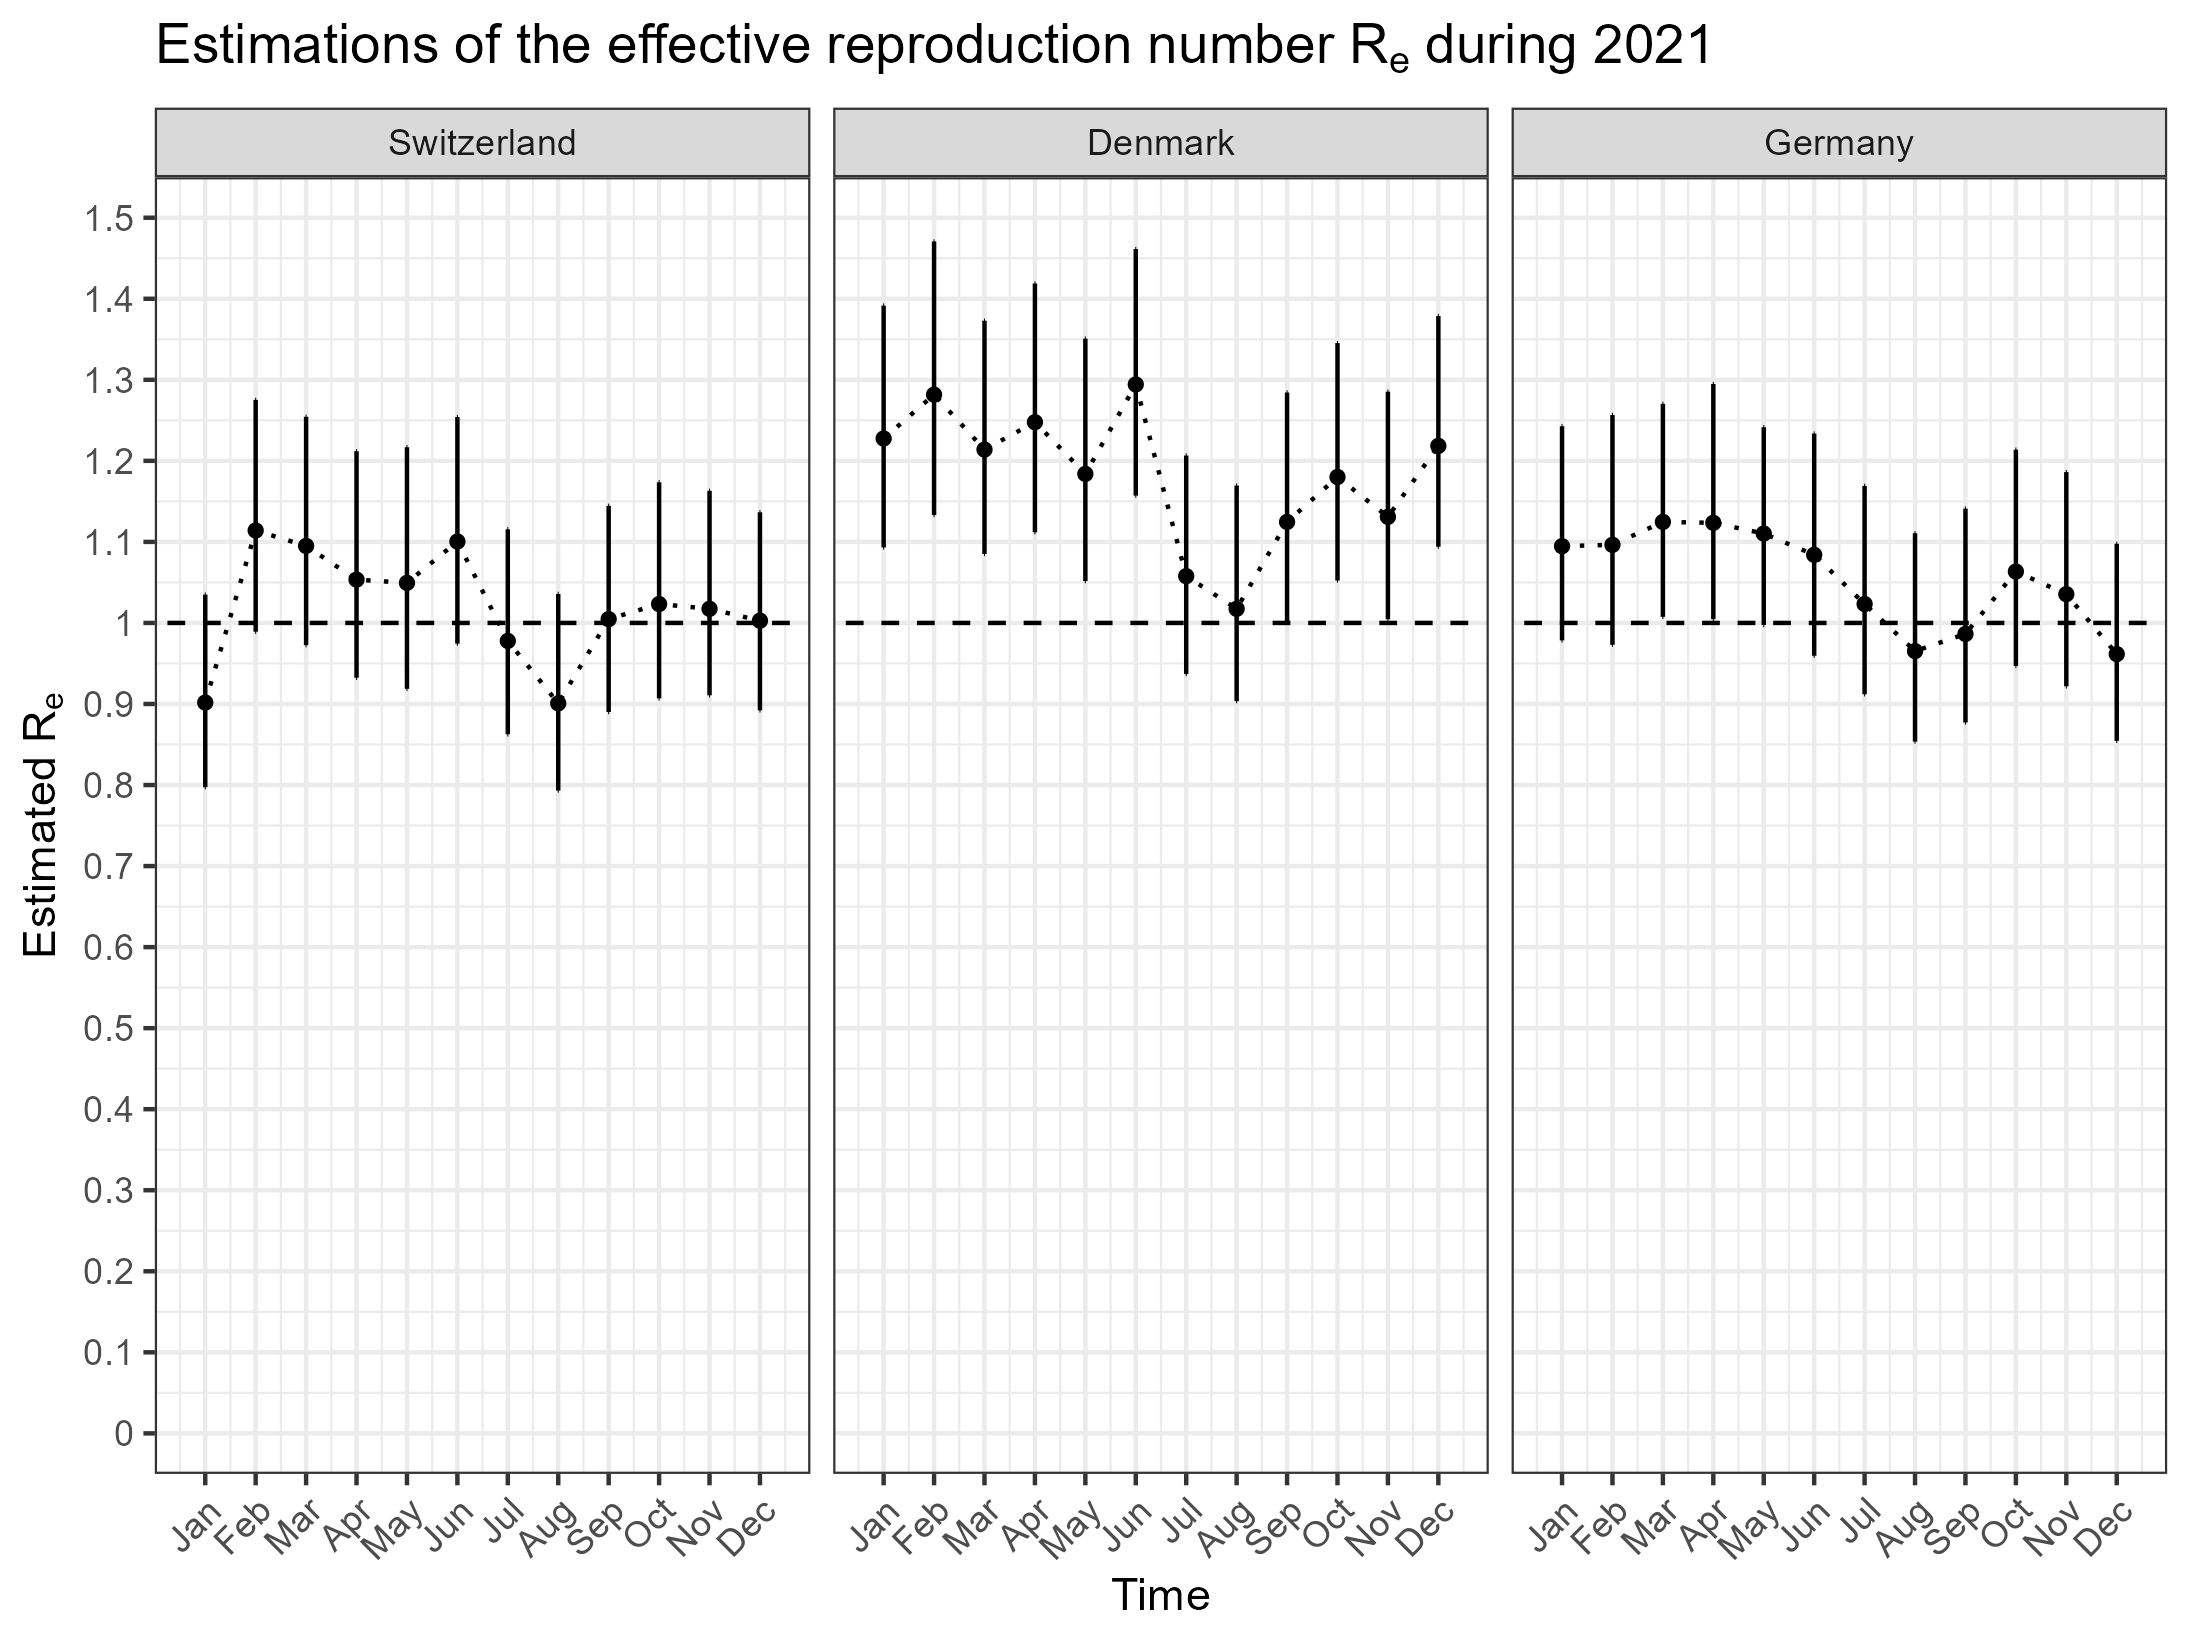 Estimations of the effective reproduction number Re during 2021
Switzerland
Denmark
Germany
Estimated Re
1.5
1.4
1.3
1.2
1.1
1
0.9
0.8
0.7
0.6
0.5
0.4
0.3
0.2
0.1
0
Jan Feb Mar Apr May Jun Jul Aug Sep Oct Nov Dec
Jan Feb Mar Apr May Jun Jul Aug Sep Oct Nov Dec
Jan Feb Mar Apr May Jun Jul Aug Sep Oct Nov Dec
Time